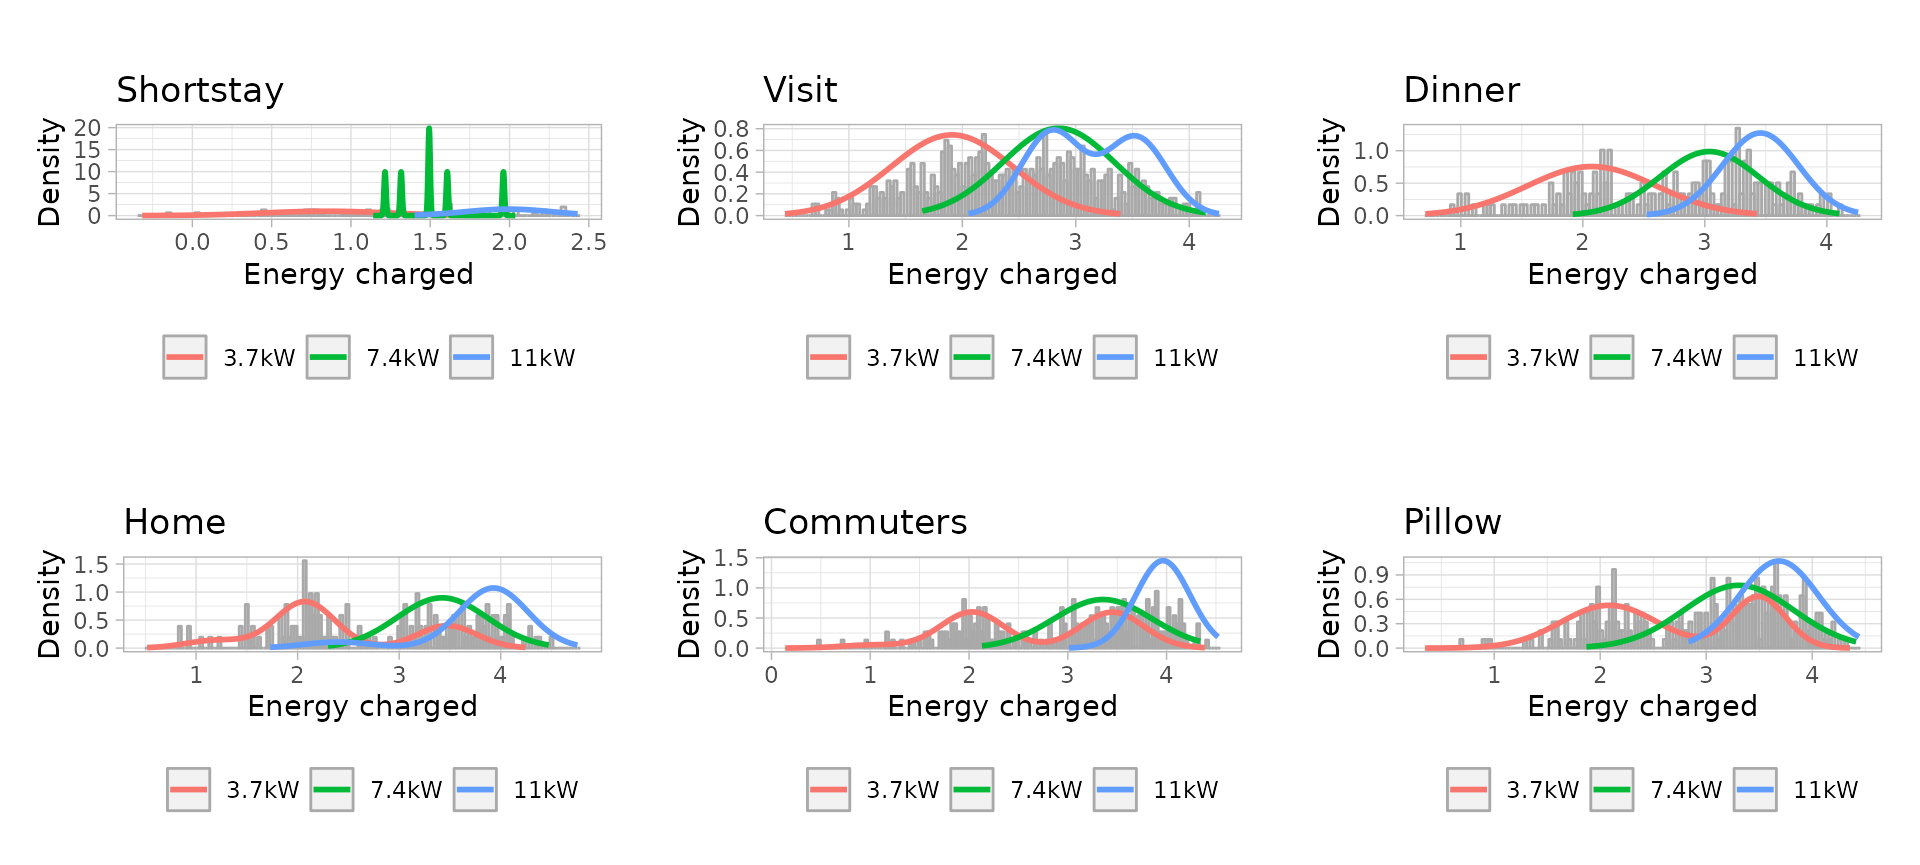 Shortstay
Density
20
15
10
5
0
0.0 0.5 1.0 1.5 2.0 2.5
Energy charged
3.7kW 7.4kW 11kW
Visit
Density
0.8
0.6
0.4
0.2
0.0
1 2 3 4
Energy charged
3.7kW 7.4kW 11kW
Dinner
Density
1.0
0.5
0.0
1 2 3 4
Energy charged
3.7kW 7.4kW 11kW
Home
Density
1.5
1.0
0.5
0.0
1 2 3 4
Energy charged
3.7kW 7.4kW 11kW
Commuters
Density
1.5
1.0
0.5
0.0
0 1 2 3 4
Energy charged
3.7kW 7.4kW 11kW
Pillow
Density
0.9
0.6
0.3
0.0
1 2 3 4
Energy charged
3.7kW 7.4kW 11kW